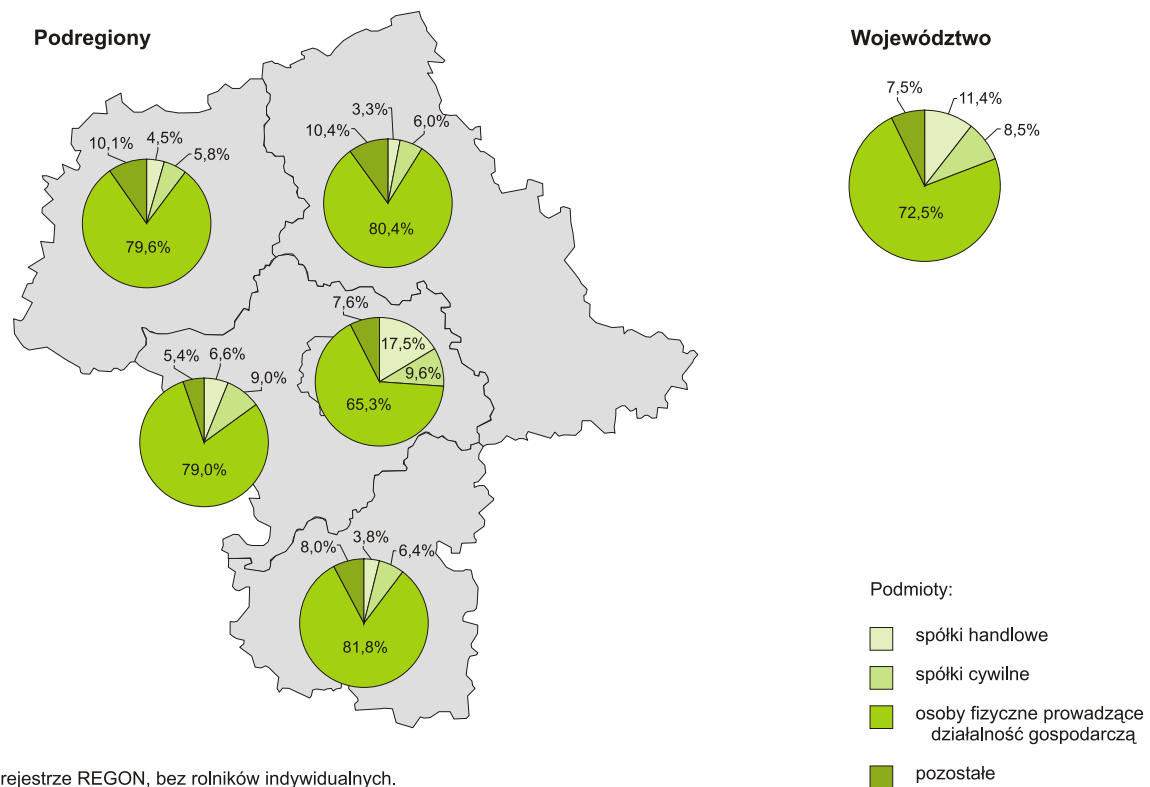 Podregiony
Województwo
3,3%
6,0%
10,4%
80,4%
10,1%
4,5%
5,8%
79,6%
7,5%
11,4%
8,5%
72,5%
7,6%
17,5%
9,6%
65,3%
5,4%
6,6%
9,0%
79,0%
8,0%
3,8%
6,4%
81,8%
Podmioty:
spółki handlowe
spółki cywilne
osoby fizyczne prowadzące
działalność gospodarczą
pozostałe
rejestrze REGON, bez rolników indywidualnych.